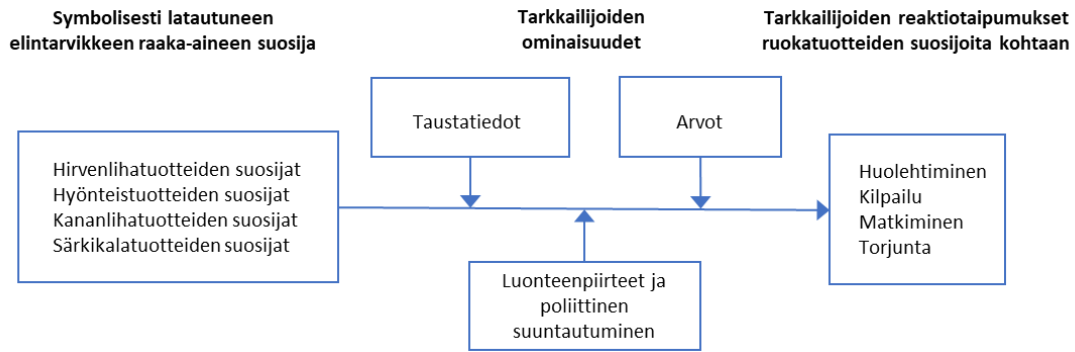 Symbolisesti latautuneen
elintarvikkeen raaka-aineen suosija
Tarkkailijoiden
ominaisuudet
Tarkkailijoiden reaktiotaipumukset
ruokatuotteiden suosijoita kohtaan
Taustatiedot
Arvot
Hirvenlihatuotteiden suosijat
Hyönteistuotteiden suosijat
Kananlihatuotteiden suosijat
Särkikalatuotteiden suosijat
Huolehtiminen
Kilpailu
Matkiminen
Torjunta
Luonteenpiirteet ja
poliittinen
suuntautuminen